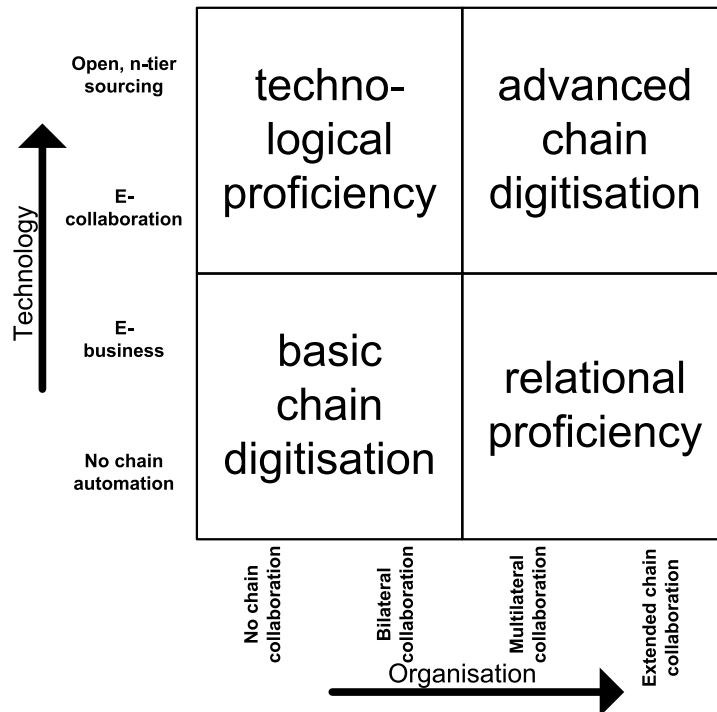 Open, n-tier
sourcing
techno-
logical
proficiency
advanced
chain
digitisation
E-
collaboration
Technology
E-
business
basic
chain
digitisation
relational
proficiency
No chain
automation
No chain
collaboration
Bilateral
collaboration
Multilateral
collaboration
Extended chain
collaboration
Organisation